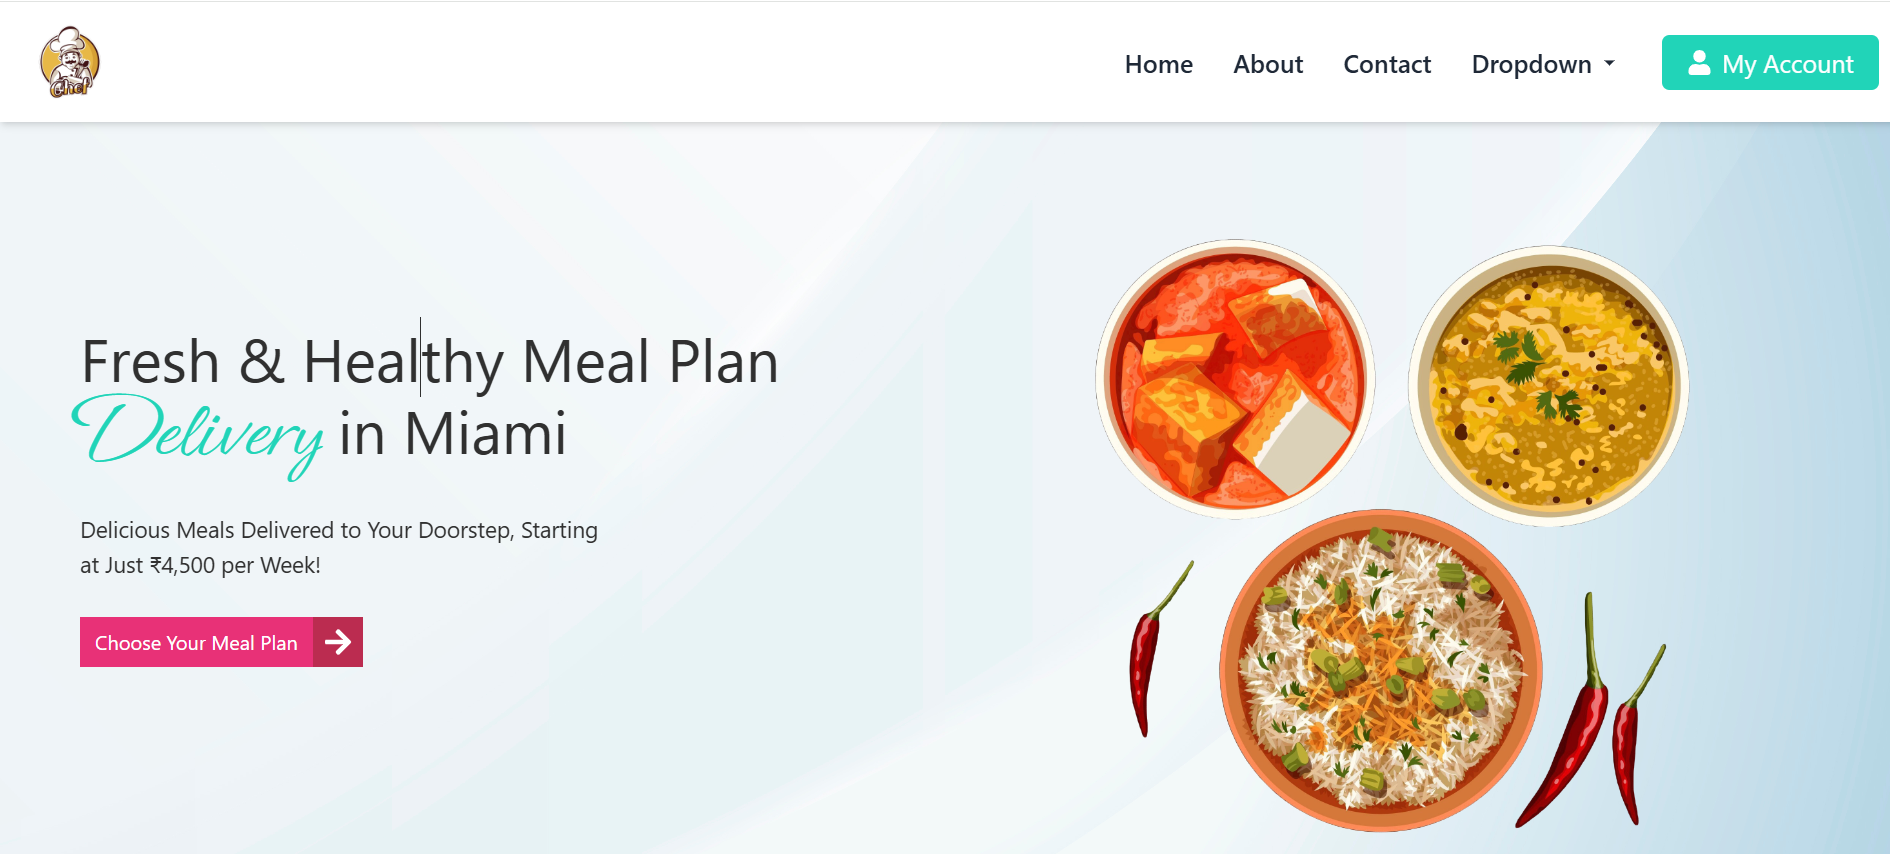 Chef
Home About Contact Dropdown My Account
Fresh & Healthy Meal Plan
Delivery in Miami
Delicious Meals Delivered to Your Doorstep, Starting
at Just ₹4,500 per Week!
Choose Your Meal Plan